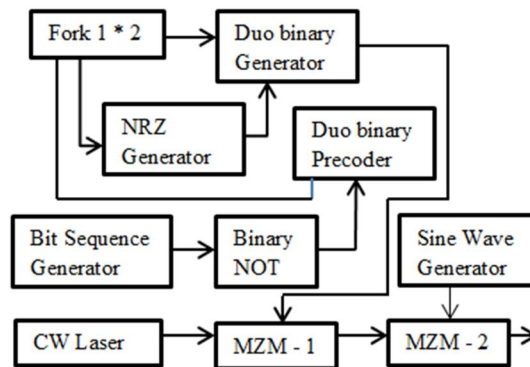 Fork 1 * 2
Duo binary
Generator
NRZ
Generator
Duo binary
Precoder
Bit Sequence
Generator
Binary
NOT
Sine Wave
Generator
CW Laser
MZM - 1
MZM - 2